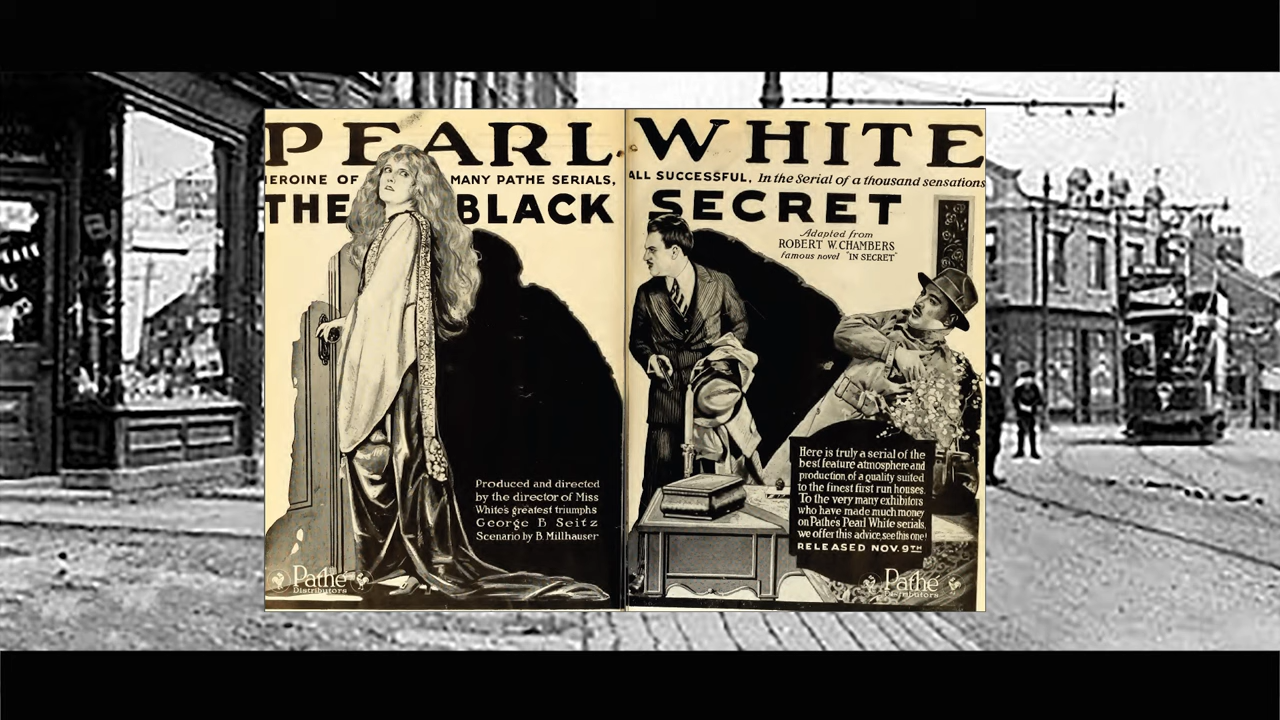 PEARL WHITE
HEROINE OF MANY PATHE SERIALS,
ALL SUCCESSFUL, In the Serial of a thousand sensations
THE BLACK SECRET
Adapted from
ROBERT W. CHAMBERS
famous novel "IN SECRET"
Produced and directed
by the director of Miss
White's greatest triumphs
George B Seitz
Scenario by B. Millhauser
Pathe
Distributors
Here is truly a serial of the
best feature atmosphere and
production, of a quality suited
to the finest first run houses.
To the very many exhibitors
who have made much money
on Pathe's Pearl White serials,
we offer this advice, see this one!
RELEASED NOV. 9TH
Pathe
Distributors